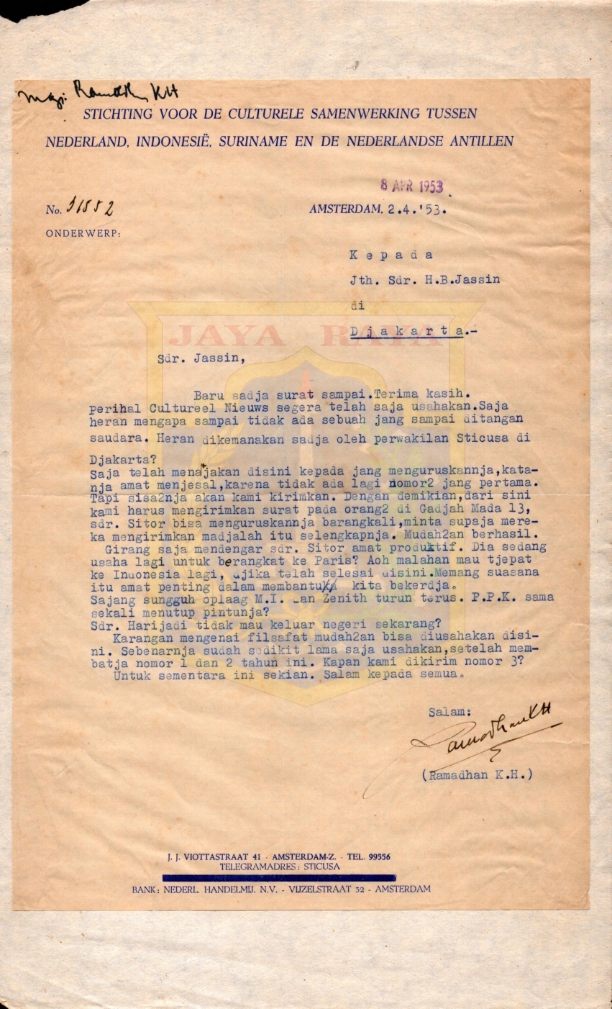 Map: Ramadhan KH
STICHTING VOOR DE CULTURELE SAMENWERKING TUSSEN
NEDERLAND, INDONESIË, SURINAME EN DE NEDERLANDSE ANTILLEN
8 APR 1953
No. 31552
AMSTERDAM, 2.4.'53.
ONDERWERP:
Kepada
Jth. Sdr. H.B.Jassin
di
Djakarta.-
JAYA RAYA
Sdr. Jassin,
Baru sadja surat sampai.Terima kasih.
perihal Cultureel Nieuws segera telah saja usahakan.Saja
heran mengapa sampai tidak ada sebuah jang sampai ditangan
saudara. Heran dikemanakan sadja oleh perwakilan Sticusa di
Djakarta?
Saja telah menajakan disini kepada jang menguruskannja,kata-
nja amat menjesal,karena tidak ada lagi nomor2 jang pertama.
Tapi sisa2nja akan kami kirimkan. Dengan demikian,dari sini
kami harus mengirimkan surat pada orang2 di Gadjah Mada 13,
sdr. Sitor bisa menguruskannja barangkali,minta supaja mere-
ka mengirimkan madjalah itu selengkapnja. Mudah2an berhasil.
Girang saja mendengar sdr. Sitor amat produktif. Dia sedang
usaha lagi untuk berangkat ke Paris? Aoh malahan mau tjepat
ke Indonesia lagi, djika telah selesai disini.Memang suasana
itu amat penting dalam membantu kita bekerdja.
Sajang sungguh oplaag M.I. dan Zenith turun terus. P.P.K. sama
sekali menutup pintunja?
Sdr. Harijadi tidak mau keluar negeri sekarang?
Karangan mengenai filsafat mudah2an bisa diusahakan disi-
ni. Sebenarnja sudah sedikit lama saja usahakan,setelah mem-
batja nomor 1 dan 2 tahun ini. Kapan kami dikirim nomor 3?
Untuk sementara ini sekian. Salam kepada semua.
Salam:
Ramadhan KH
(Ramadhan K.H.)
J. J. VIOTTASTRAAT 41 - AMSTERDAM-Z. - TEL. 99556
TELEGRAMADRES: STICUSA
BANK: NEDERL. HANDELMIJ. N.V. - VIJZELSTRAAT 32 - AMSTERDAM